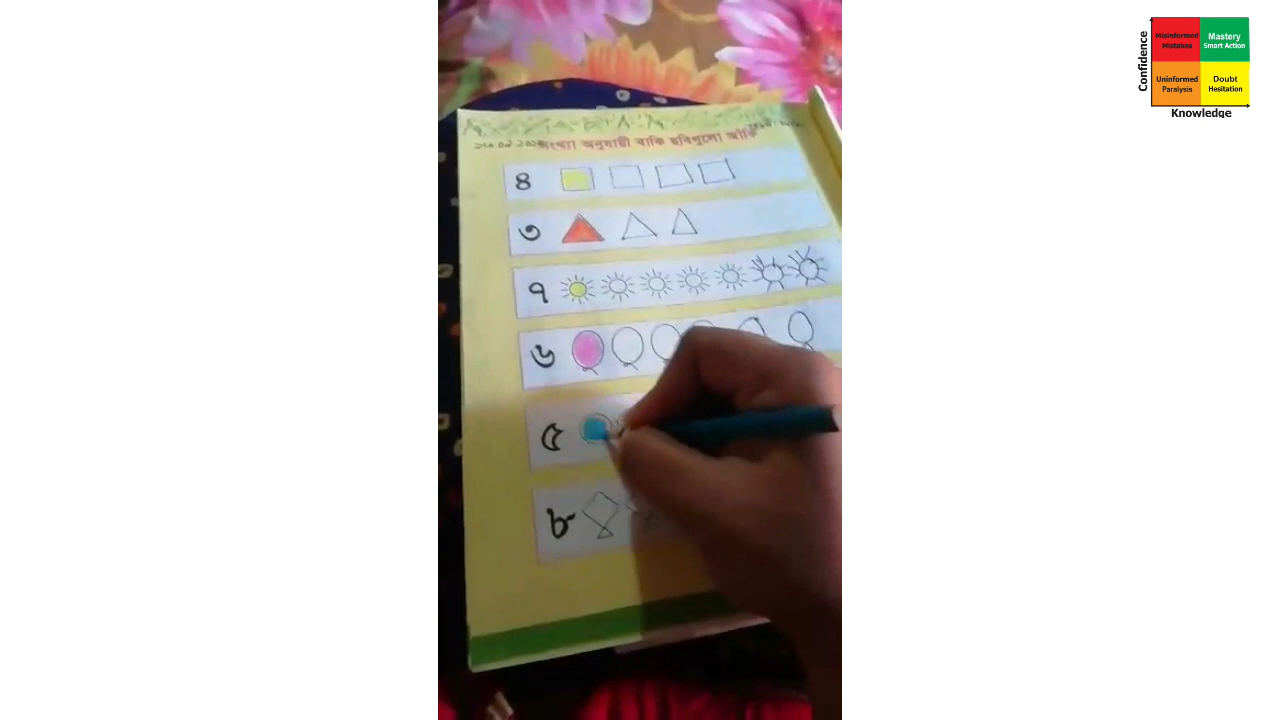 সংখ্যা অনুযায়ী বাকি ছবিগুলো আঁকি
৪
৩
৭
৬
৫
৮
Confidence
Misinformed
Mistakes
Mastery
Smart Action
Uninformed
Paralysis
Doubt
Hesitation
Knowledge